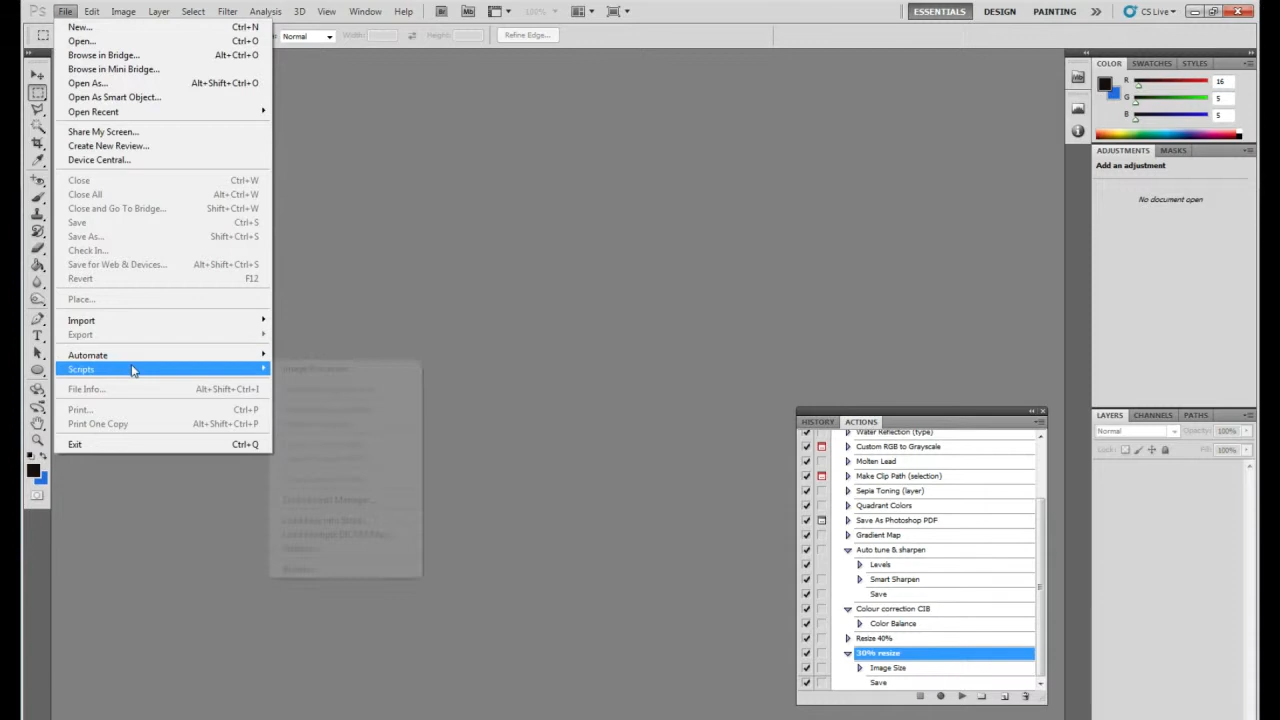 Ps File Edit Image Layer Select Filter Analysis 3D View Window Help Br Mb 100% ESSENTIALS DESIGN PAINTING CS Live
Normal Width: Height: Refine Edge...
New... Ctrl+N
Open... Ctrl+O
Browse in Bridge... Alt+Ctrl+O
Browse in Mini Bridge...
Open As... Alt+Shift+Ctrl+O
Open As Smart Object...
Open Recent
Share My Screen...
Create New Review...
Device Central...
Close Ctrl+W
Close All Alt+Ctrl+W
Close and Go To Bridge... Shift+Ctrl+W
Save Ctrl+S
Save As... Shift+Ctrl+S
Check In...
Save for Web & Devices... Alt+Shift+Ctrl+S
Revert F12
Place...
Import
Export
Automate
Scripts
File Info... Alt+Shift+Ctrl+I
Print... Ctrl+P
Print One Copy Alt+Shift+Ctrl+P
Exit Ctrl+Q
COLOR SWATCHES STYLES
R 16
G 5
B 5
ADJUSTMENTS MASKS
Add an adjustment
No document open
HISTORY ACTIONS
Water Reflection (type)
Custom RGB to Grayscale
Molten Lead
Make Clip Path (selection)
Sepia Toning (layer)
Quadrant Colors
Save As Photoshop PDF
Gradient Map
Auto tune & sharpen
Levels
Smart Sharpen
Save
Colour correction CIB
Color Balance
Resize 40%
30% resize
Image Size
Save
LAYERS CHANNELS PATHS
Normal Opacity: 100%
Lock: Fill: 100%